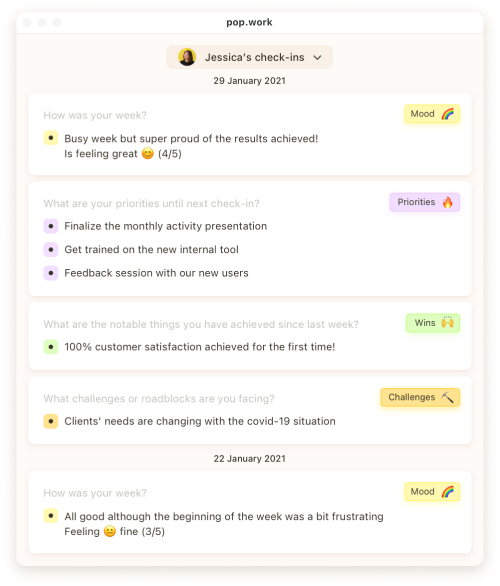 pop.work
Jessica's check-ins
29 January 2021
How was your week?
Mood 🌈
Busy week but super proud of the results achieved!
Is feeling great 😊 (4/5)
What are your priorities until next check-in?
Priorities 🔥
Finalize the monthly activity presentation
Get trained on the new internal tool
Feedback session with our new users
What are the notable things you have achieved since last week?
Wins 🙌
100% customer satisfaction achieved for the first time!
What challenges or roadblocks are you facing?
Challenges ⛏️
Clients' needs are changing with the covid-19 situation
22 January 2021
How was your week?
Mood 🌈
All good although the beginning of the week was a bit frustrating
Feeling 😐 fine (3/5)